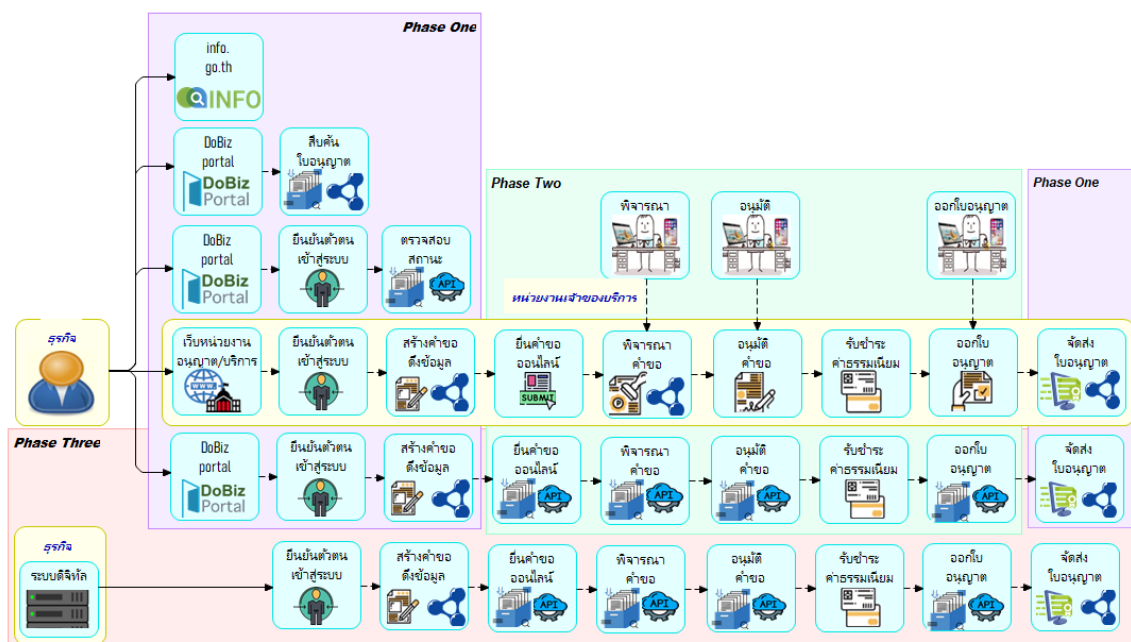 Phase One
info.
go.th
INFO
DoBiz
portal
DoBiz
Portal
สืบค้น
ใบอนุญาต
Phase Two
Phase One
พิจารณา
อนุมัติ
ออกใบอนุญาต
DoBiz
portal
DoBiz
Portal
ยืนยันตัวตน
เข้าสู่ระบบ
ตรวจสอบ
สถานะ
API
หน่วยงานเจ้าของบริการ
ธุรกิจ
เว็บหน่วยงาน
อนุญาต/บริการ
WWW
ยืนยันตัวตน
เข้าสู่ระบบ
สร้างคำขอ
ดึงข้อมูล
ยื่นคำขอ
ออนไลน์
SUBMIT
พิจารณา
คำขอ
อนุมัติ
คำขอ
รับชำระ
ค่าธรรมเนียม
ออกใบ
อนุญาต
จัดส่ง
ใบอนุญาต
Phase Three
DoBiz
portal
DoBiz
Portal
ยืนยันตัวตน
เข้าสู่ระบบ
สร้างคำขอ
ดึงข้อมูล
ยื่นคำขอ
ออนไลน์
API
พิจารณา
คำขอ
API
อนุมัติ
คำขอ
API
รับชำระ
ค่าธรรมเนียม
ออกใบ
อนุญาต
API
จัดส่ง
ใบอนุญาต
ธุรกิจ
ระบบดิจิทัล
ยืนยันตัวตน
เข้าสู่ระบบ
สร้างคำขอ
ดึงข้อมูล
ยื่นคำขอ
ออนไลน์
API
พิจารณา
คำขอ
API
อนุมัติ
คำขอ
API
รับชำระ
ค่าธรรมเนียม
ออกใบ
อนุญาต
API
จัดส่ง
ใบอนุญาต